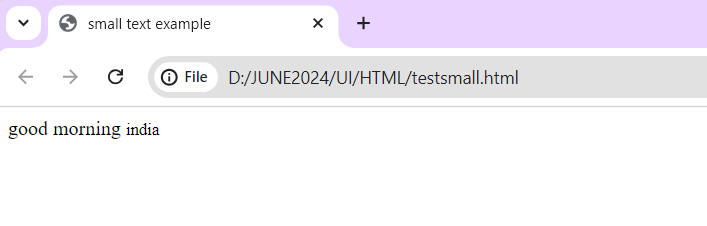 small text example
File D:/JUNE2024/UI/HTML/testsmall.html
good morning india